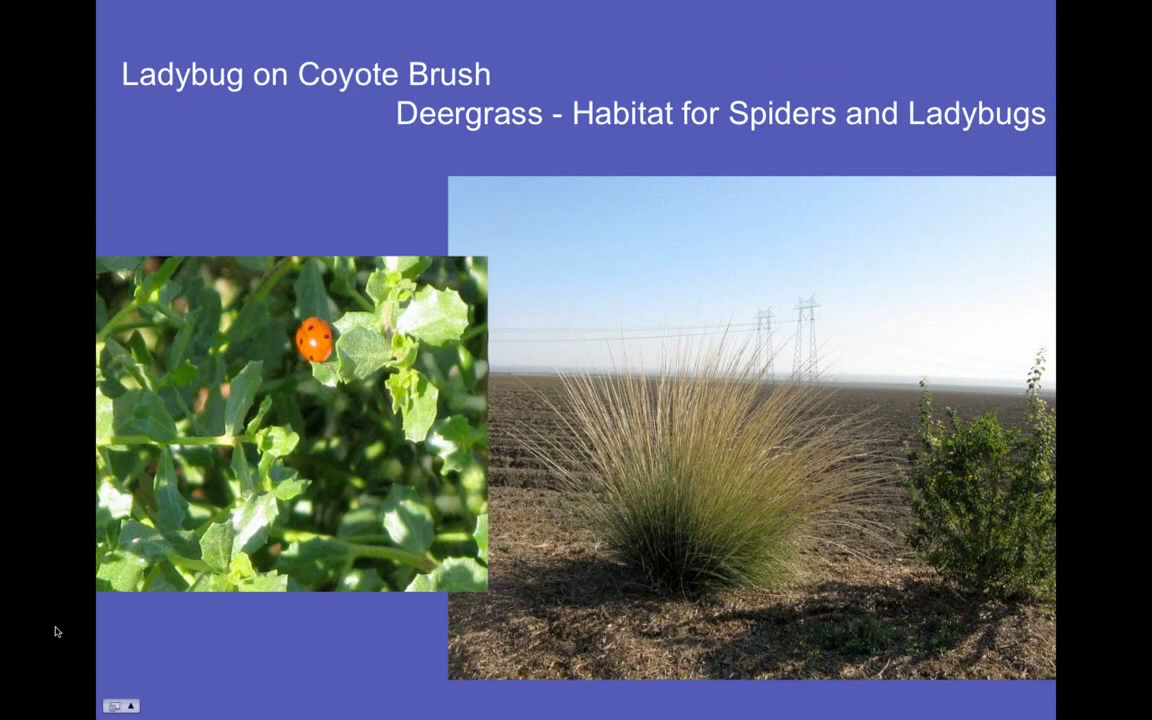 Ladybug on Coyote Brush
Deergrass - Habitat for Spiders and Ladybugs